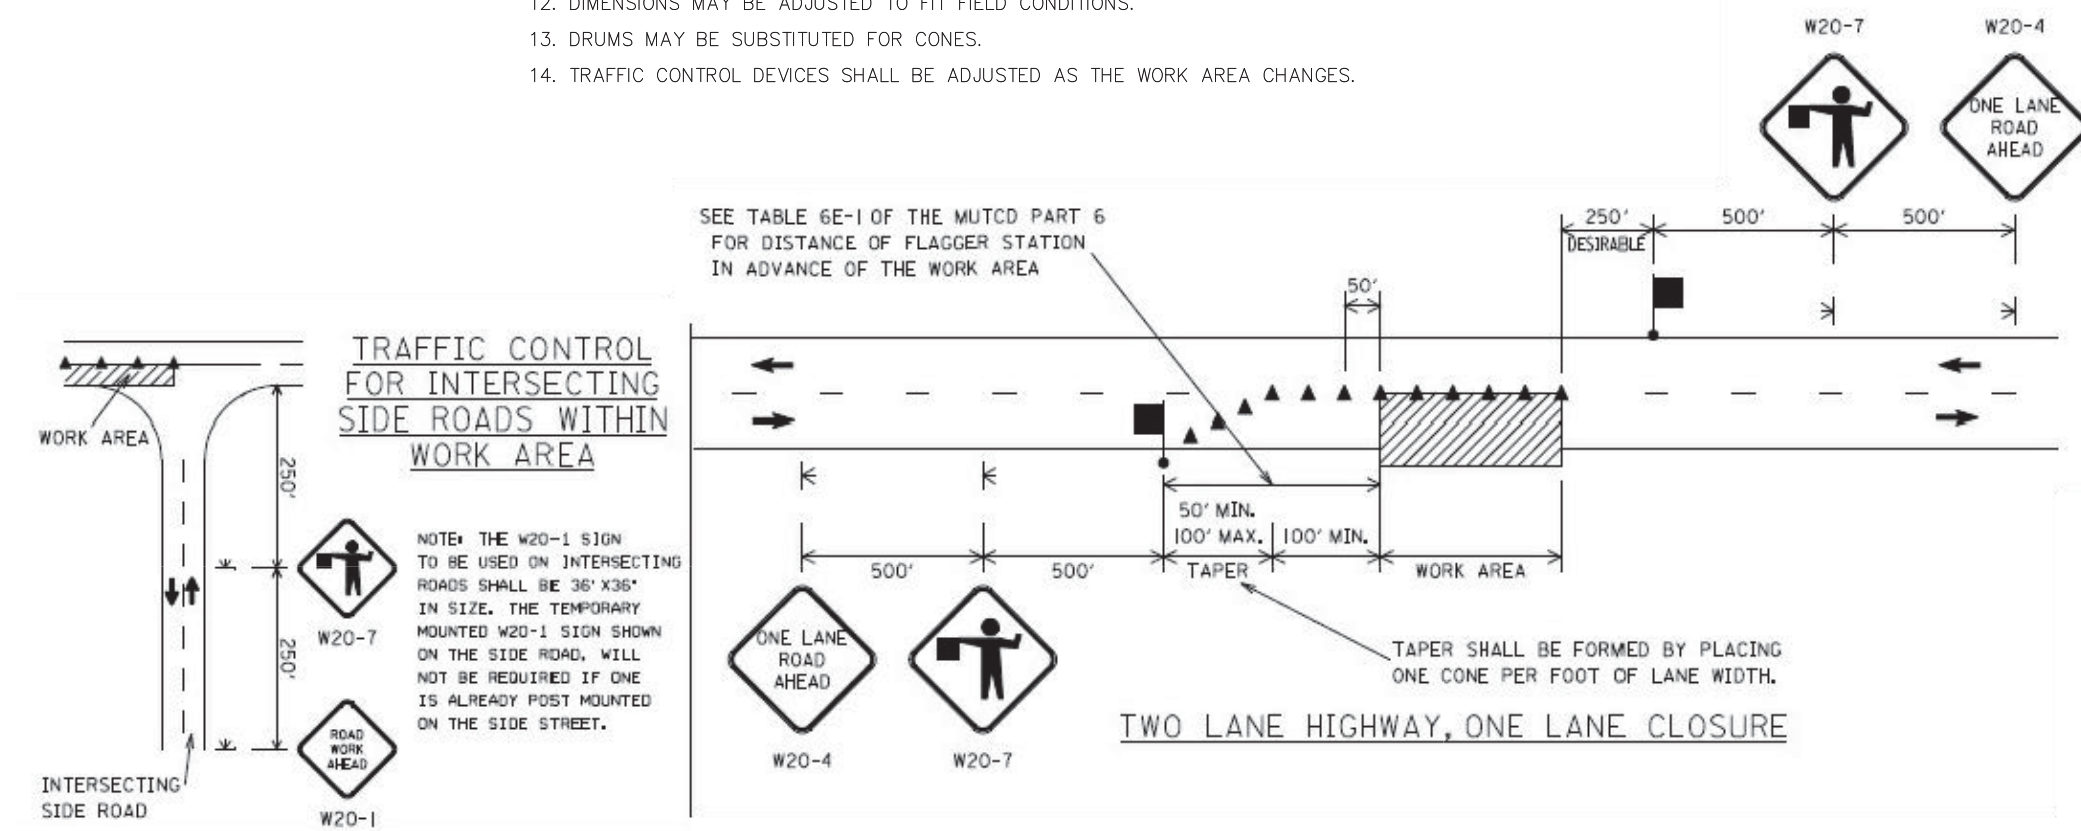 12. DIMENSIONS MAY BE ADJUSTED TO FIT FIELD CONDITIONS.
13. DRUMS MAY BE SUBSTITUTED FOR CONES.
14. TRAFFIC CONTROL DEVICES SHALL BE ADJUSTED AS THE WORK AREA CHANGES.
W20-7
W20-4
ONE LANE
ROAD
AHEAD
SEE TABLE 6E-1 OF THE MUTCD PART 6
FOR DISTANCE OF FLAGGER STATION
IN ADVANCE OF THE WORK AREA
250'
DESIRABLE
500'
500'
50'
TRAFFIC CONTROL
FOR INTERSECTING
SIDE ROADS WITHIN
WORK AREA
WORK AREA
250'
250'
W20-7
NOTE: THE W20-1 SIGN
TO BE USED ON INTERSECTING
ROADS SHALL BE 36"X36"
IN SIZE. THE TEMPORARY
MOUNTED W20-1 SIGN SHOWN
ON THE SIDE ROAD, WILL
NOT BE REQUIRED IF ONE
IS ALREADY POST MOUNTED
ON THE SIDE STREET.
ROAD
WORK
AHEAD
W20-1
INTERSECTING
SIDE ROAD
50' MIN.
100' MAX.
100' MIN.
500'
500'
TAPER
WORK AREA
ONE LANE
ROAD
AHEAD
W20-4
W20-7
TAPER SHALL BE FORMED BY PLACING
ONE CONE PER FOOT OF LANE WIDTH.
TWO LANE HIGHWAY, ONE LANE CLOSURE